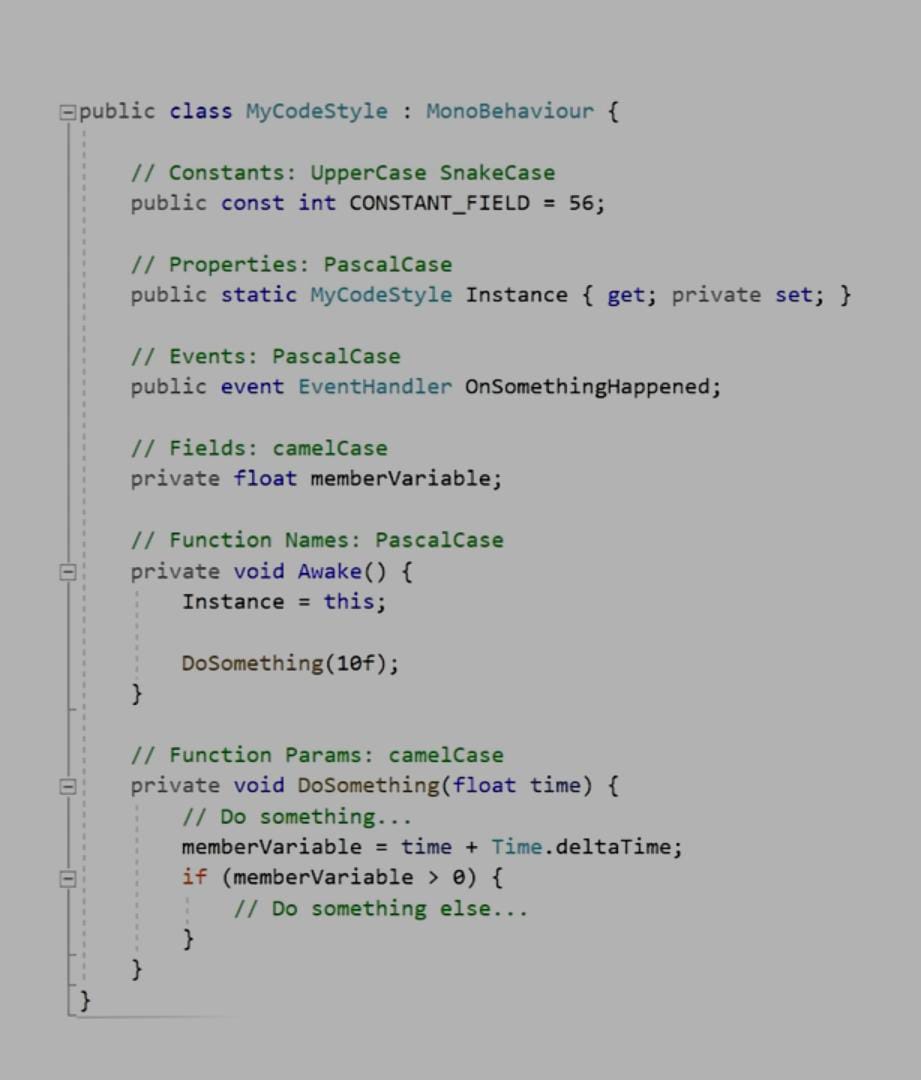 public class MyCodeStyle : MonoBehaviour {
// Constants: UpperCase SnakeCase
public const int CONSTANT_FIELD = 56;
// Properties: PascalCase
public static MyCodeStyle Instance { get; private set; }
// Events: PascalCase
public event EventHandler OnSomethingHappened;
// Fields: camelCase
private float memberVariable;
// Function Names: PascalCase
private void Awake() {
Instance = this;
DoSomething(10f);
}
// Function Params: camelCase
private void DoSomething(float time) {
// Do something...
memberVariable = time + Time.deltaTime;
if (memberVariable > 0) {
// Do something else...
}
}
}